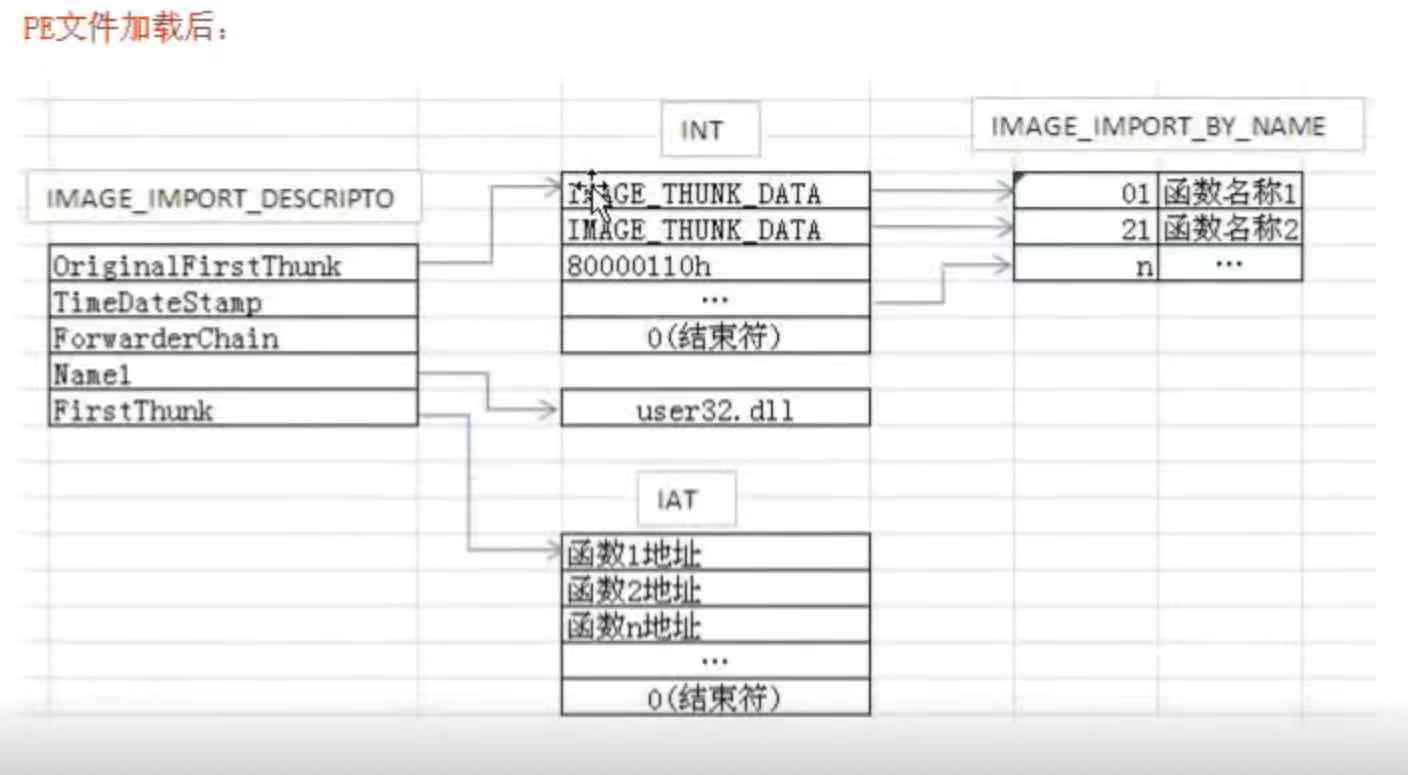 PE文件加载后:
INT
IMAGE_IMPORT_BY_NAME
IMAGE_IMPORT_DESCRIPTO
IMAGE_THUNK_DATA
01 函数名称1
IMAGE_THUNK_DATA
21 函数名称2
OriginalFirstThunk
80000110h
n …
TimeDateStamp
…
ForwarderChain
0(结束符)
Name1
FirstThunk
user32.dll
IAT
函数1地址
函数2地址
函数n地址
…
0(结束符)